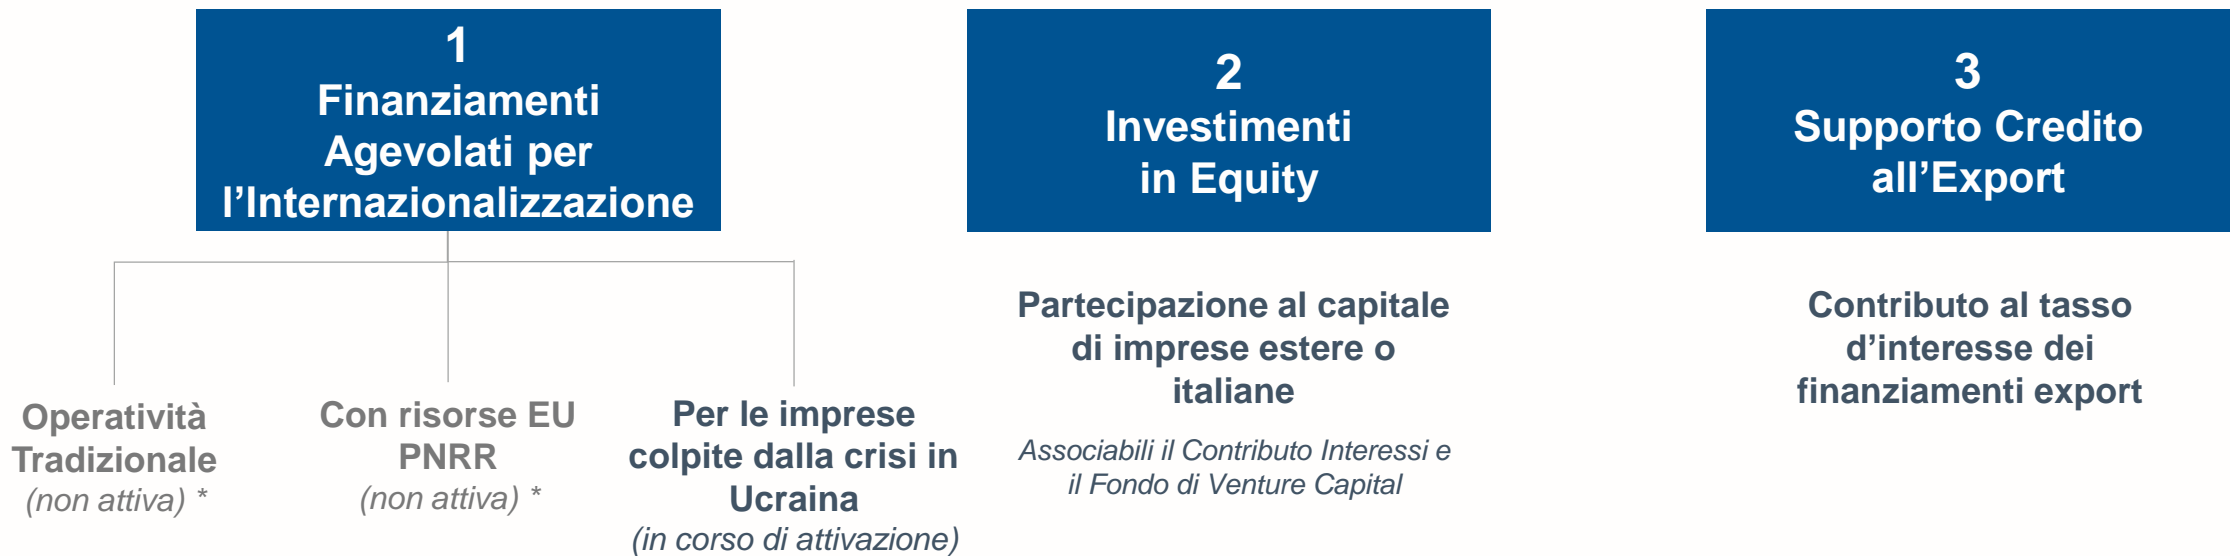 1
Finanziamenti
Agevolati per
l’Internazionalizzazione
Operatività
Tradizionale
(non attiva) *
Con risorse EU
PNRR
(non attiva) *
Per le imprese
colpite dalla crisi in
Ucraina
(in corso di attivazione)
2
Investimenti
in Equity
Partecipazione al capitale
di imprese estere o
italiane
Associabili il Contributo Interessi e
il Fondo di Venture Capital
3
Supporto Credito
all’Export
Contributo al tasso
d’interesse dei
finanziamenti export